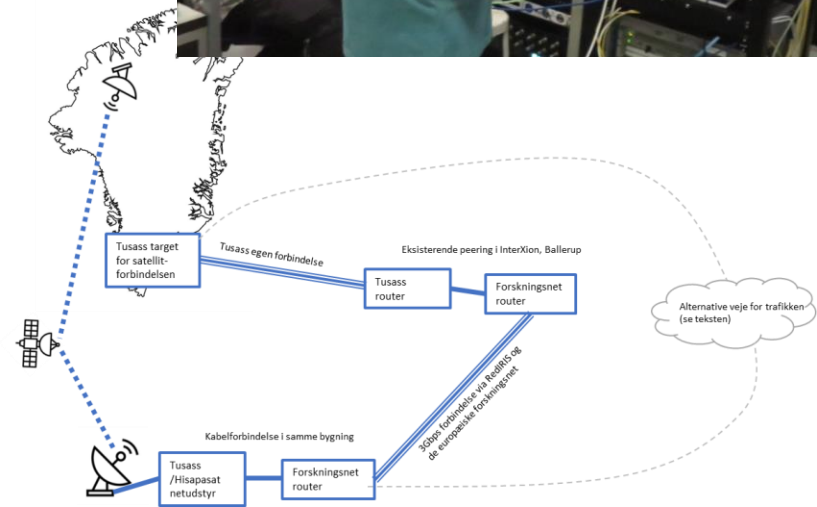 Tusass target
for satellit-
forbindelsen
Tusass egen forbindelse
Eksisterende peering i InterXion, Ballerup
Tusass
router
Forskningsnet
router
Alternative veje for trafikken
(se teksten)
3Gbps forbindelse via RedIRIS og
de europæiske forskningsnet
Kabelforbindelse i samme bygning
Tusass
/Hisapasat
netudstyr
Forskningsnet
router